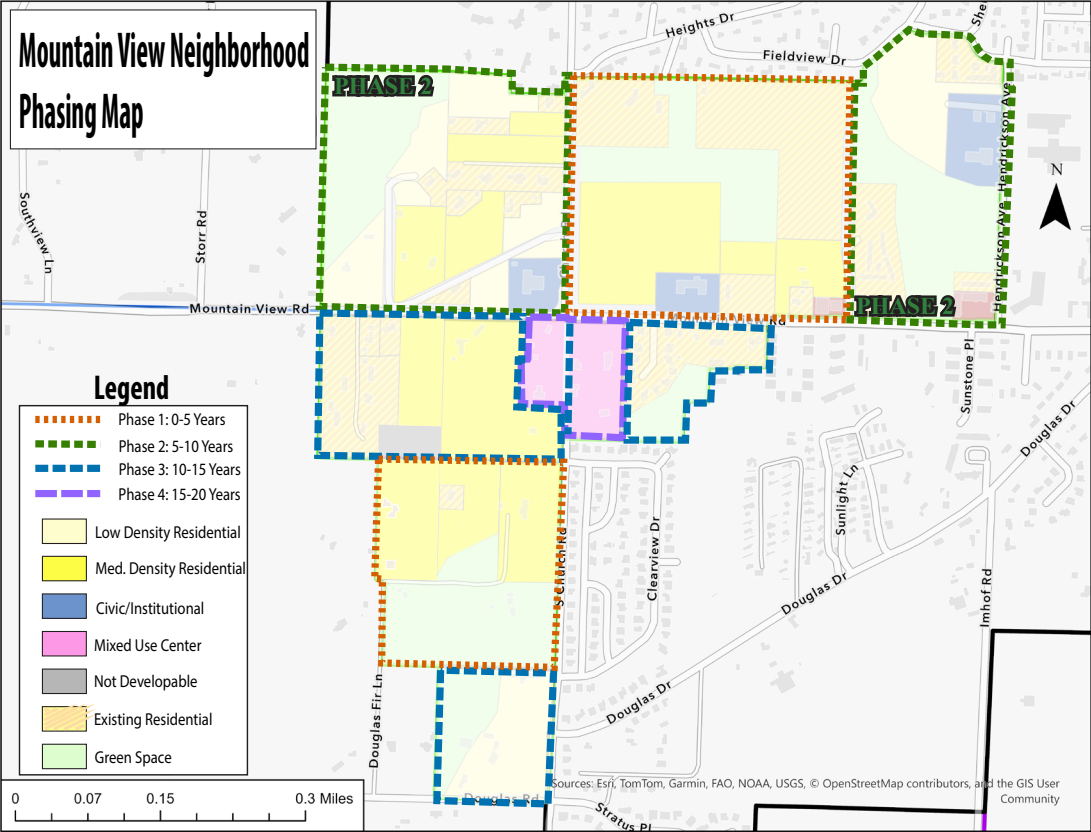 Mountain View Neighborhood
Phasing Map
Heights Dr
Fieldview Dr
She
PHASE 2
Hendrickson Ave
Hendrickson Ave
N
Southview Ln
Storr Rd
Mountain View Rd
PHASE 2
Rd
Sunstone Pl
Douglas Dr
Legend
Phase 1: 0-5 Years
Phase 2: 5-10 Years
Phase 3: 10-15 Years
Phase 4: 15-20 Years
Low Density Residential
Med. Density Residential
Civic/Institutional
Mixed Use Center
Not Developable
Existing Residential
Green Space
Sunlight Ln
S Church Rd
Clearview Dr
Douglas Dr
Imhof Rd
Douglas Fir Ln
Douglas Dr
Douglas Rd
Stratus Pl
Sources: Esri, TomTom, Garmin, FAO, NOAA, USGS, © OpenStreetMap contributors, and the GIS User
Community
0 0.07 0.15 0.3 Miles